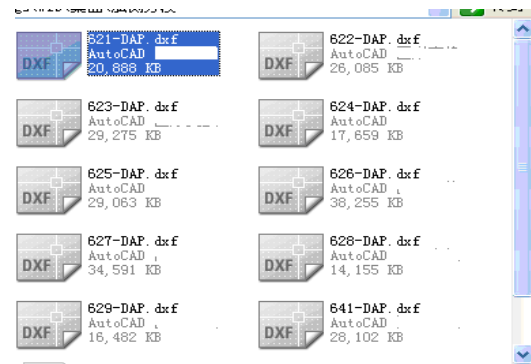 621-DAP.dxf
AutoCAD
20,888 KB
622-DAP.dxf
AutoCAD
26,085 KB
DXF
DXF
623-DAP.dxf
AutoCAD
29,275 KB
624-DAP.dxf
AutoCAD
17,659 KB
DXF
DXF
625-DAP.dxf
AutoCAD
29,063 KB
626-DAP.dxf
AutoCAD
38,255 KB
DXF
DXF
627-DAP.dxf
AutoCAD
34,591 KB
628-DAP.dxf
AutoCAD
14,155 KB
DXF
DXF
629-DAP.dxf
AutoCAD
16,482 KB
641-DAP.dxf
AutoCAD
28,102 KB
DXF
DXF